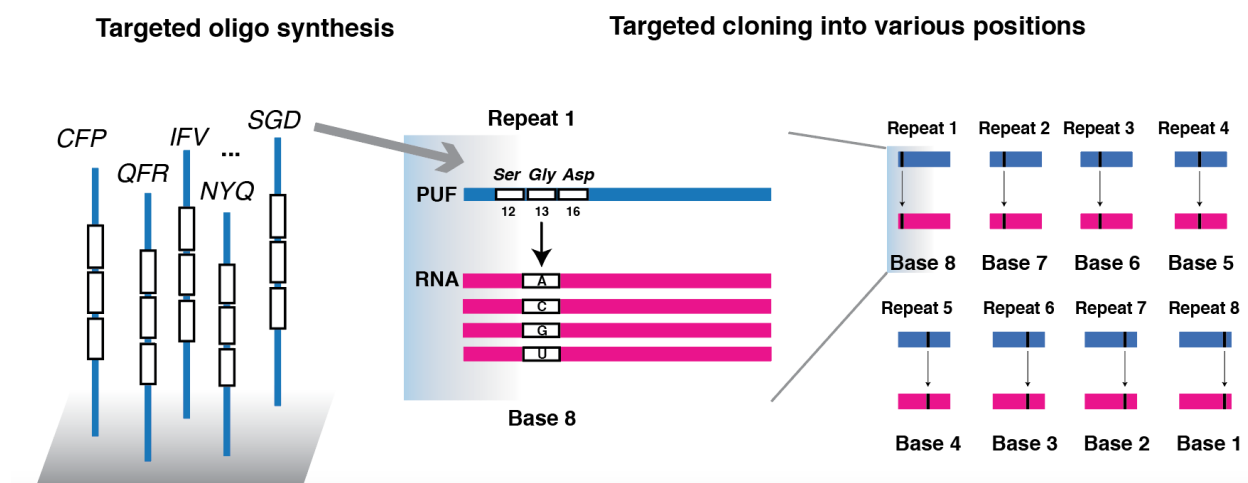 Targeted oligo synthesis
Targeted cloning into various positions
CFP
QFR
IFV
...
NYQ
SGD
Repeat 1
Ser Gly Asp
PUF
12 13 16
RNA
A
C
G
U
Base 8
Repeat 1 Repeat 2 Repeat 3 Repeat 4
Base 8 Base 7 Base 6 Base 5
Repeat 5 Repeat 6 Repeat 7 Repeat 8
Base 4 Base 3 Base 2 Base 1